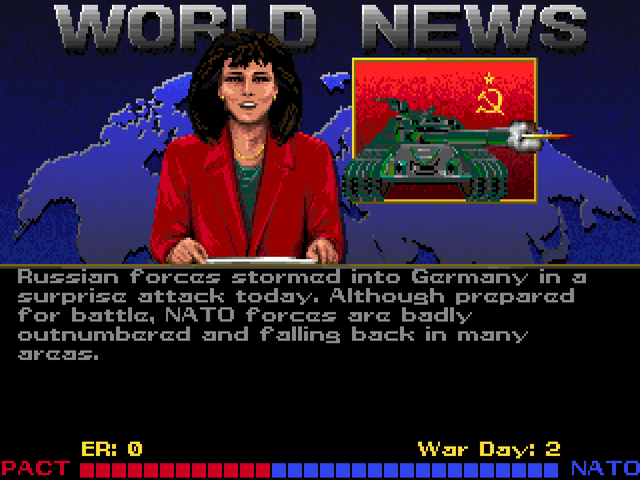 WORLD NEWS
Russian forces stormed into Germany in a
surprise attack today. Although prepared
for battle, NATO forces are badly
outnumbered and falling back in many
areas.
ER: 0 War Day: 2
PACT NATO